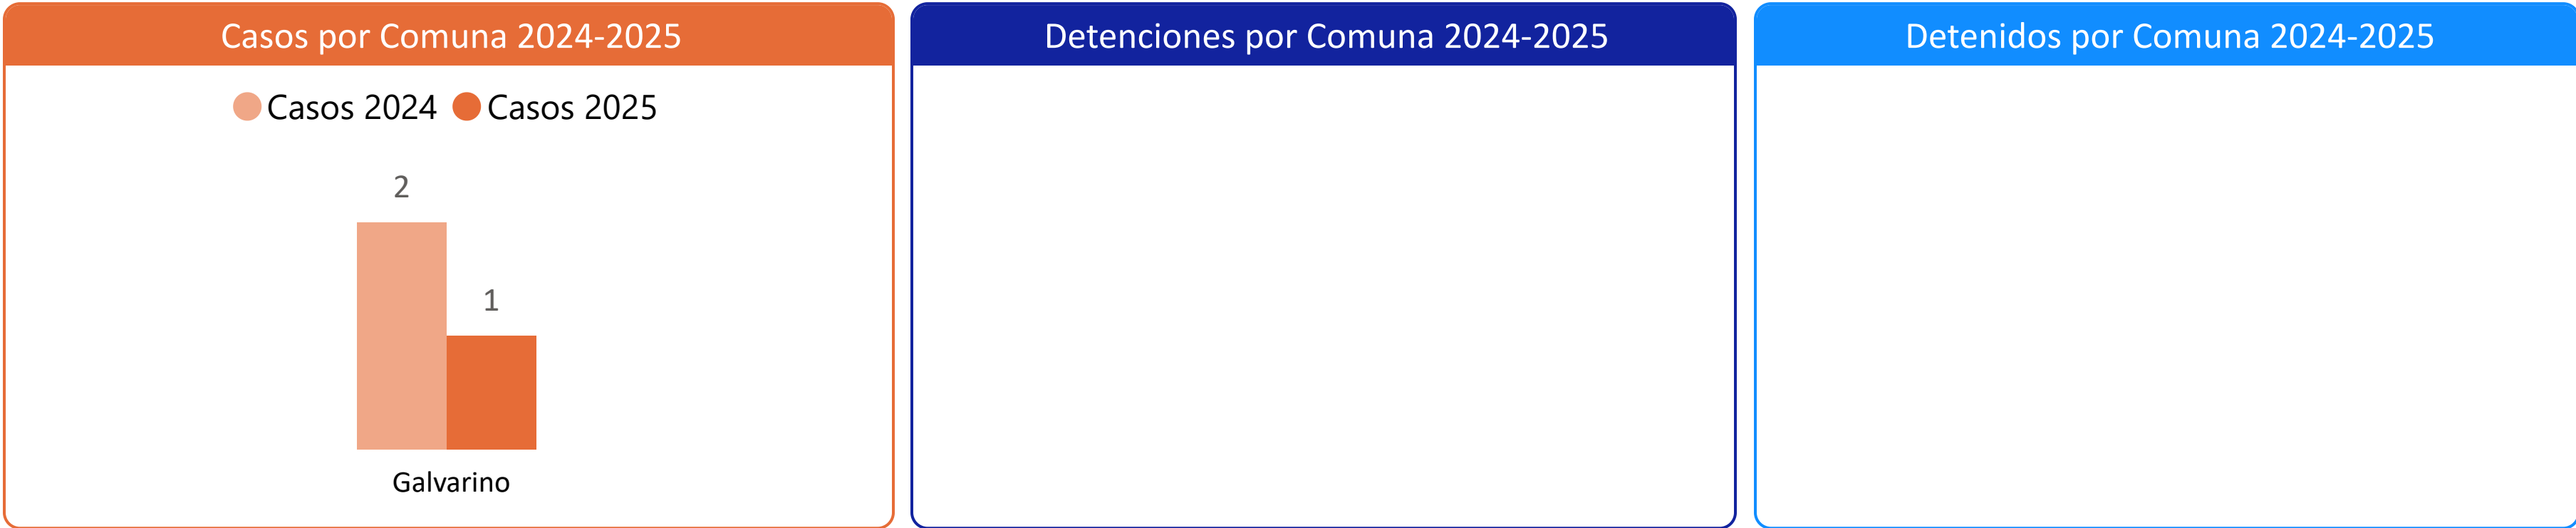 Casos por Comuna 2024-2025
Casos 2024 Casos 2025
2
1
Galvarino
Detenciones por Comuna 2024-2025
Detenidos por Comuna 2024-2025